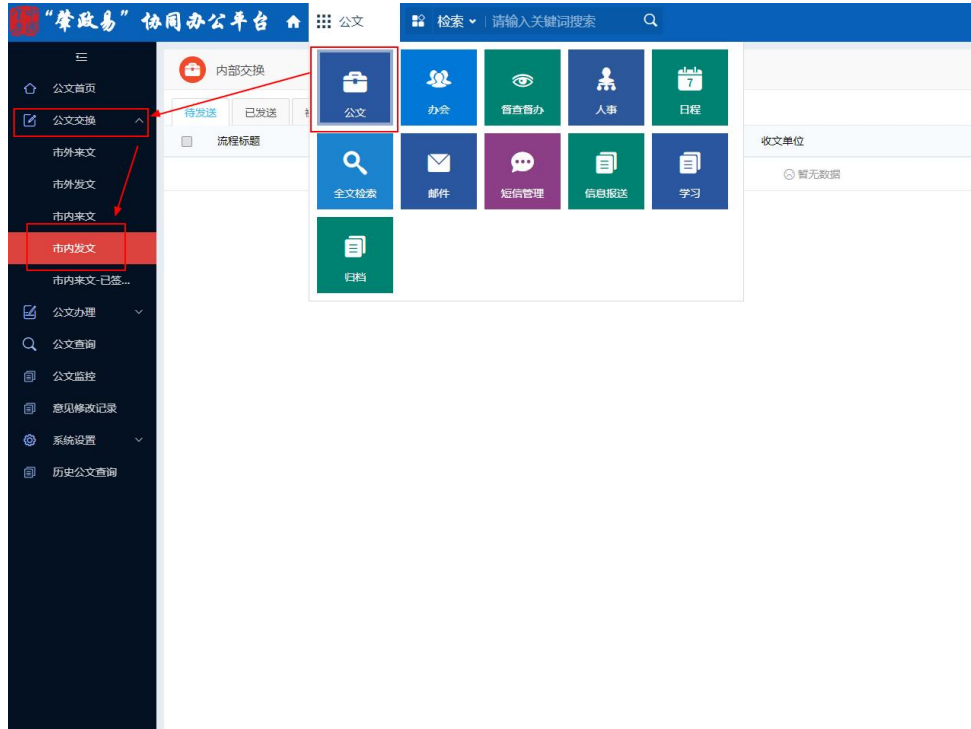 “肇政易”协同办公平台
公文
检索
请输入关键词搜索
公文首页
公文交换
市外来文
市外发文
市内来文
市内发文
市内来文-已签...
公文办理
公文查询
公文监控
意见修改记录
系统设置
历史公文查询
内部交换
待发送
已发送
流程标题
收文单位
暂无数据
公文
办会
督查督办
人事
7
日程
全文检索
邮件
短信管理
信息报送
学习
归档